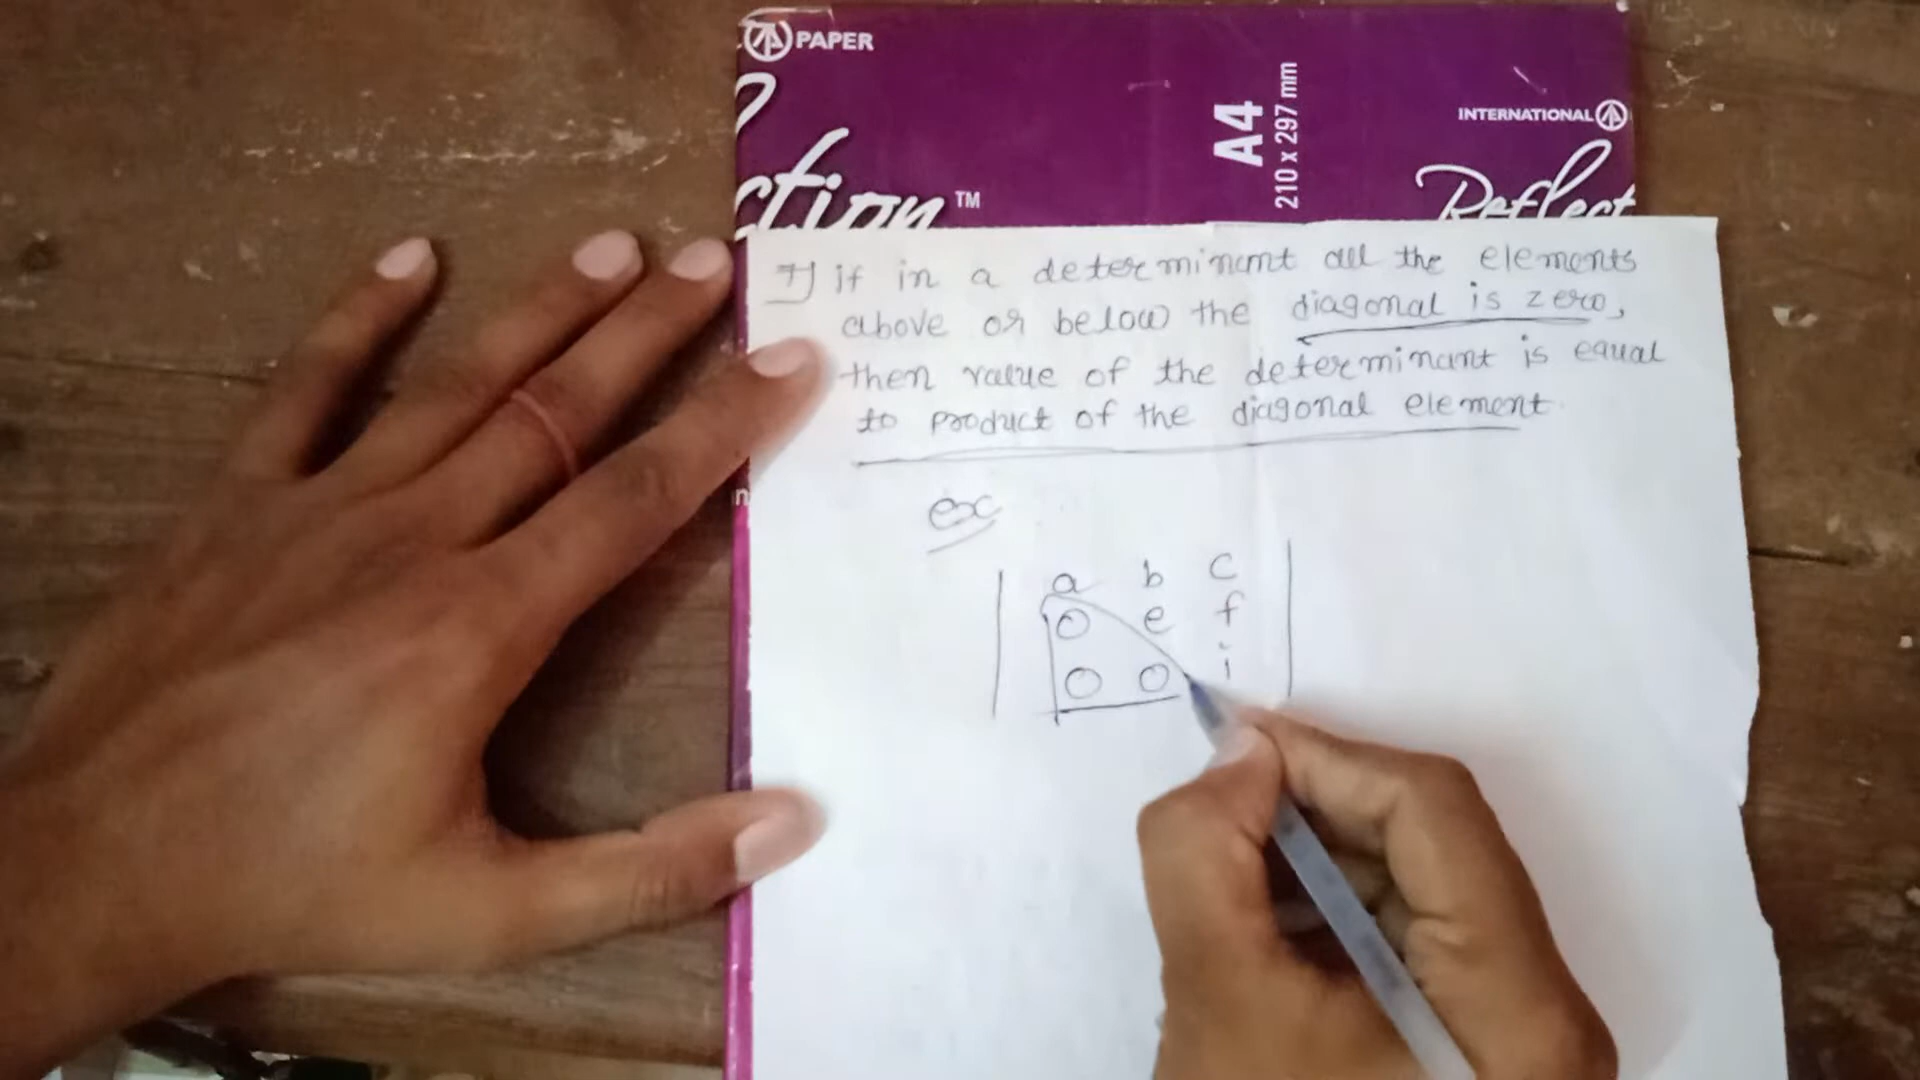 PAPER
ction TM
A4
210 x 297 mm
INTERNATIONAL
Reflect
7) if in a determinant all the elements
above or below the diagonal is zero,
then value of the determinant is equal
to product of the diagonal element.
ex
a b c
0 e f
0 0 i